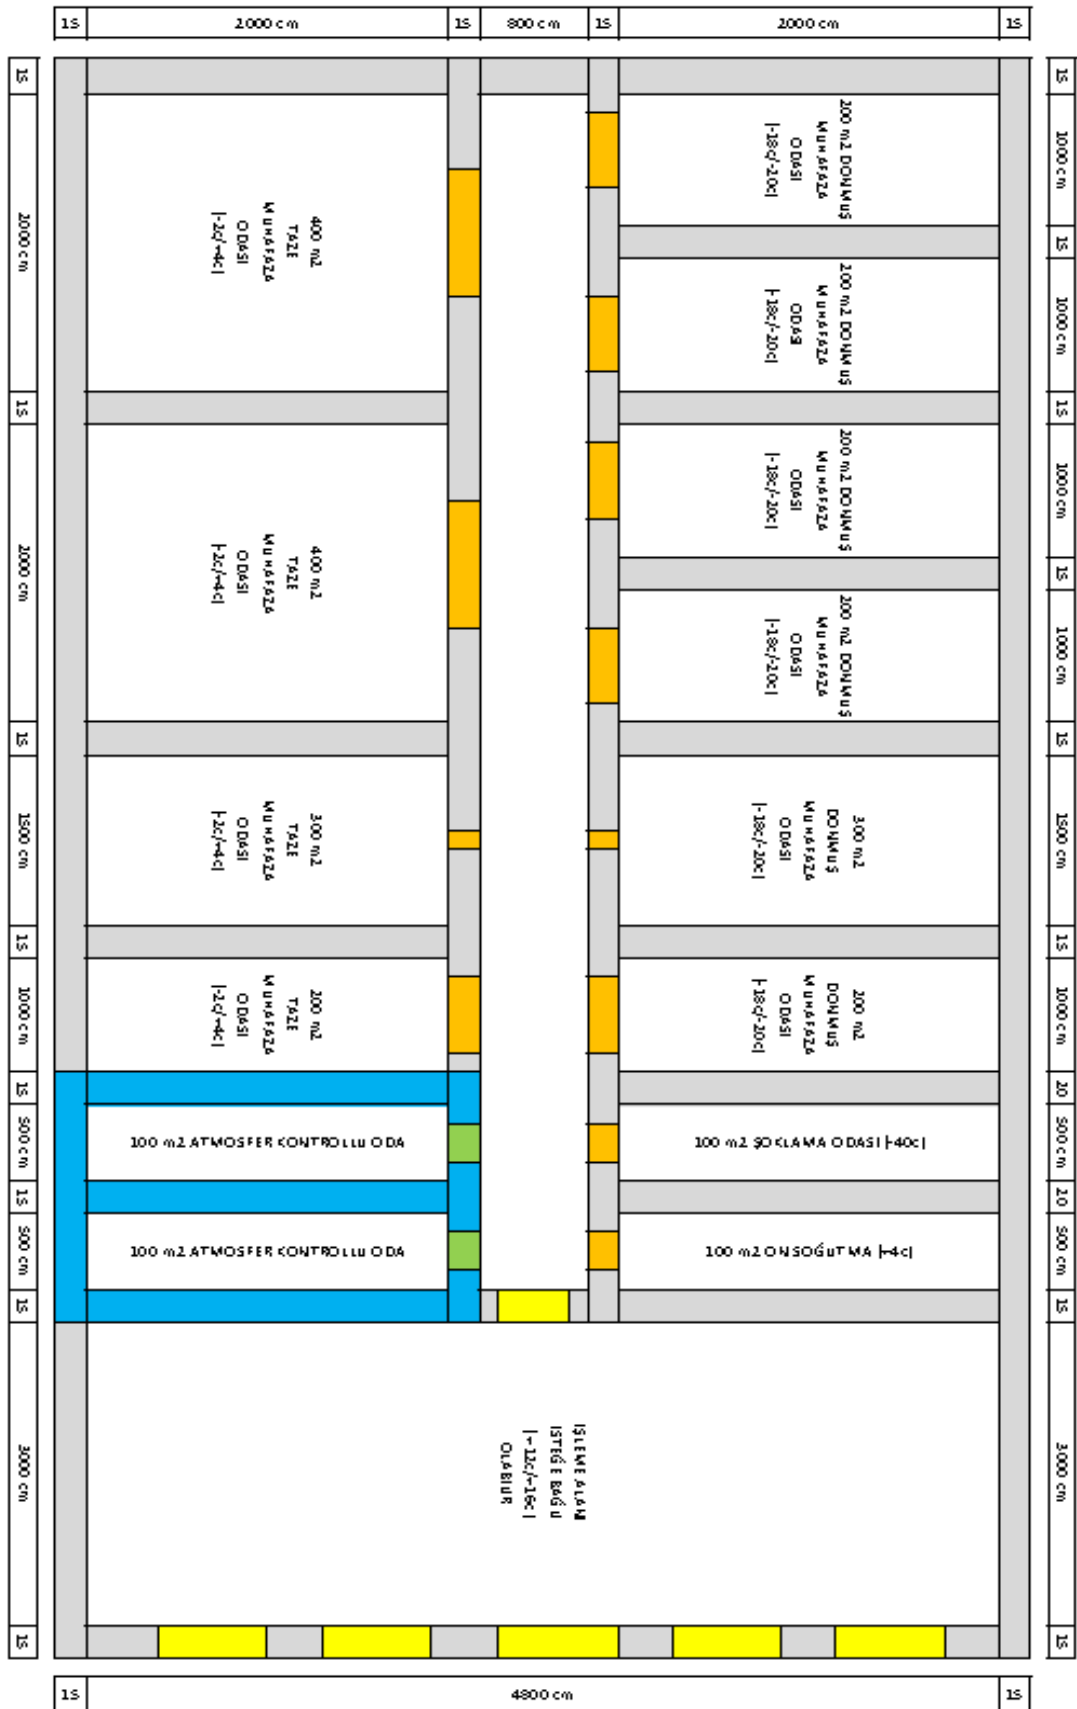 15 2000 cm 15 800 cm 15 2000 cm 15
15
1000 cm
15
1000 cm
15
1000 cm
15
1000 cm
15
1500 cm
15
1000 cm
20
500 cm
20
500 cm
15
3000 cm
15
15
2000 cm
15
2000 cm
15
1500 cm
15
1000 cm
15
500 cm
15
500 cm
15
3000 cm
15
200 m2 DONMUŞ
MUHAFAZA
ODASI
[-18c/-20c]
200 m2 DONMUŞ
MUHAFAZA
ODASI
[-18c/-20c]
200 m2 DONMUŞ
MUHAFAZA
ODASI
[-18c/-20c]
200 m2 DONMUŞ
MUHAFAZA
ODASI
[-18c/-20c]
300 m2
DONMUŞ
MUHAFAZA
ODASI
[-18c/-20c]
200 m2
DONMUŞ
MUHAFAZA
ODASI
[-18c/-20c]
400 m2
TAZE
MUHAFAZA
ODASI
[-2c/+4c]
400 m2
TAZE
MUHAFAZA
ODASI
[-2c/+4c]
300 m2
TAZE
MUHAFAZA
ODASI
[-2c/+4c]
200 m2
TAZE
MUHAFAZA
ODASI
[-2c/+4c]
100 m2 ATMOSFER KONTROLLU ODA
100 m2 ŞOKLAMA ODASI [-40c]
100 m2 ATMOSFER KONTROLLU ODA
100 m2 ON SOĞUTMA [+4c]
IŞLEME ALANI
ISTEĞE BAĞLI
[+12c/+16c]
OLABILIR
15 4800 cm 15